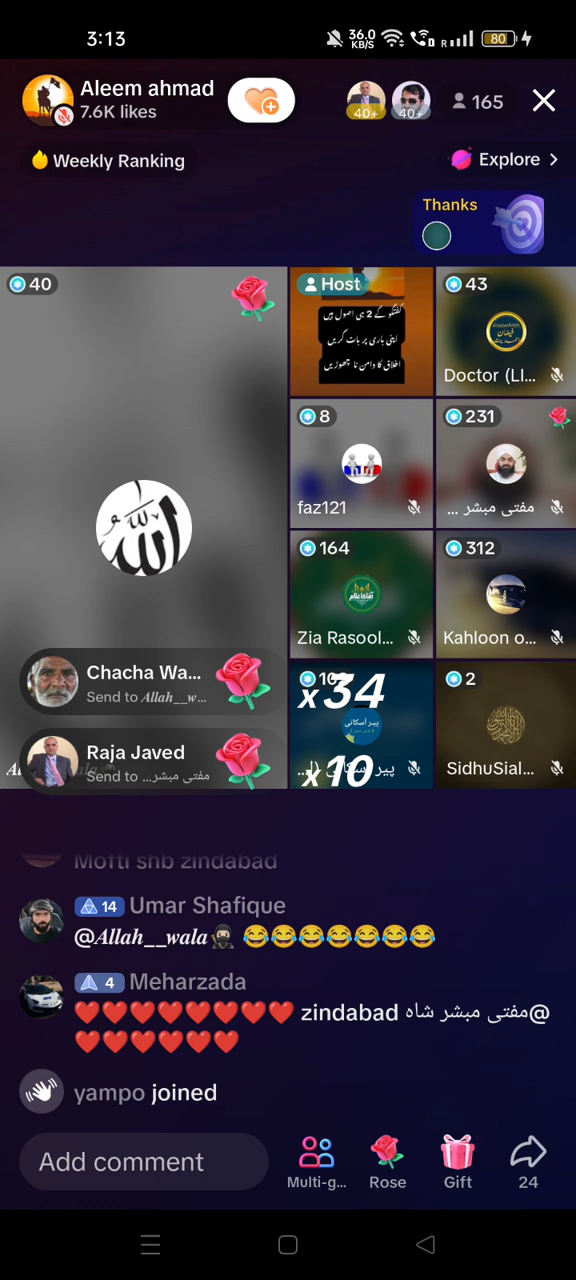 3:13
36.0
KB/S
R
80
Aleem ahmad
7.6K likes
40+
40+
165
Weekly Ranking
Explore
Thanks
40
Host
گفتگو کے 2 ہی اصول ہیں
اپنی باری پر بات کریں
اخلاق کا دامن نا چھوڑیں
43
فیضان
Doctor (LI...
8
faz121
231
مفتی مبشر ...
164
Zia Rasool...
312
Kahloon o...
الله
Chacha Wa...
Send to Allah__w...
x34
Raja Javed
Send to مفتی مبشر...
x10
پیر اسکانی
2
SidhuSial...
Mofti shb zindabad
14 Umar Shafique
@Allah__wala🥷 😂😂😂😂😂😂😂
4 Meharzada
❤️❤️❤️❤️❤️❤️❤️❤️ zindabad مفتی مبشر شاہ@
❤️❤️❤️❤️❤️❤️
yampo joined
Add comment
Multi-g...
Rose
Gift
24